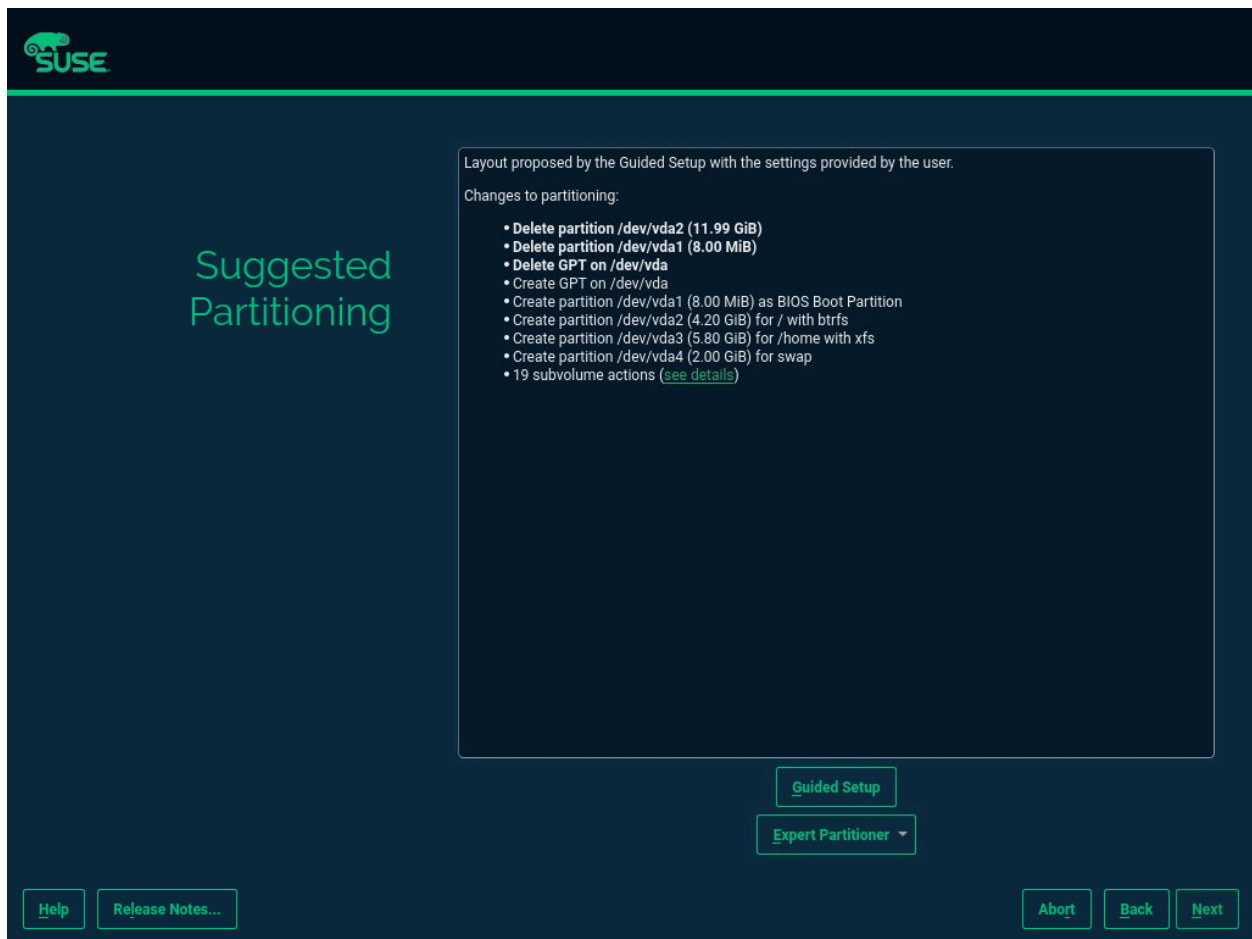 SUSE
Layout proposed by the Guided Setup with the settings provided by the user.
Changes to partitioning:
• Delete partition /dev/vda2 (11.99 GiB)
• Delete partition /dev/vda1 (8.00 MiB)
• Delete GPT on /dev/vda
• Create GPT on /dev/vda
• Create partition /dev/vda1 (8.00 MiB) as BIOS Boot Partition
• Create partition /dev/vda2 (4.20 GiB) for / with btrfs
• Create partition /dev/vda3 (5.80 GiB) for /home with xfs
• Create partition /dev/vda4 (2.00 GiB) for swap
• 19 subvolume actions (see details)
Suggested
Partitioning
Guided Setup
Expert Partitioner
Help
Release Notes...
Abort
Back
Next